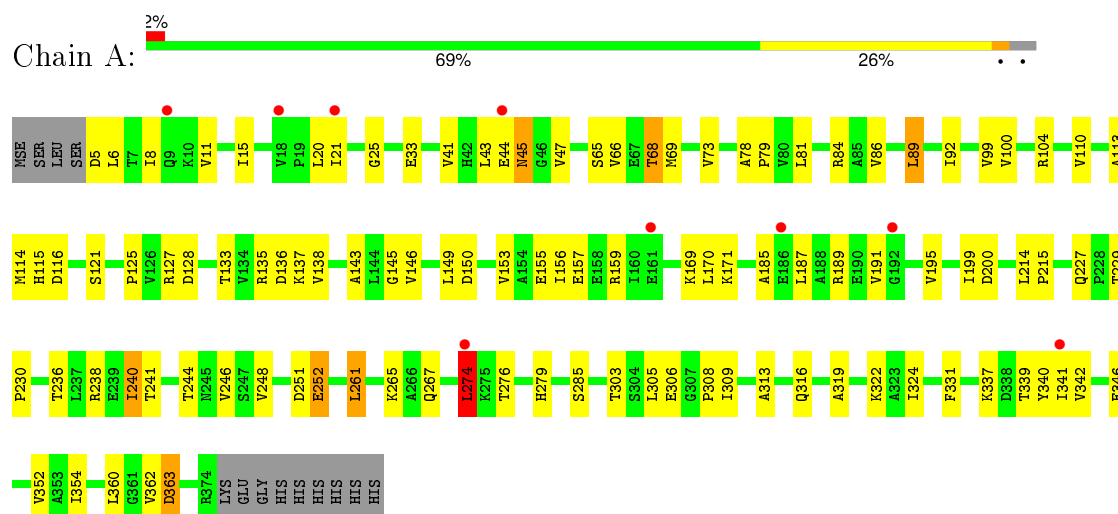 2%
Chain A: 69% 26% • •
MSE SER LEU SER D5 L6 T7 I8 Q9 K10 V11 I15 V18 P19 L20 I21 G25 E33 V41 H42 L43 E44 N45 G46 V47 S65 V66 E67 T68 M69 V73 A78 P79 V80 L81 R84 A85 V86 L89 I92 V99 V100 R104 V110 A113
M114 H115 D116 S121 P125 V126 R127 D128 T133 V134 R135 D136 K137 V138 A143 L144 G145 V146 L149 D150 V153 A154 E155 I156 E157 E158 R159 I160 E161 K169 L170 K171 A185 E186 L187 A188 R189 E190 V191 G192 V195 I199 D200 L214 P215 Q227 P228 T229
P230 T236 L237 R238 E239 I240 T241 T244 N245 V246 S247 V248 D251 E252 L261 K265 A266 Q267 L274 K275 T276 H279 S285 T303 S304 L305 E306 G307 P308 I309 A313 Q316 A319 K322 A323 I324 F331 K337 D338 T339 Y340 I341 V342
V352 A353 I354 L360 G361 V362 D363 R374 LYS GLU GLY HIS HIS HIS HIS HIS HIS